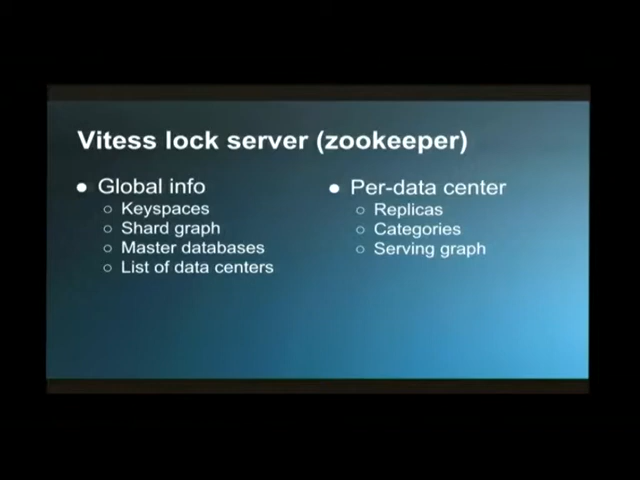 Vitess lock server (zookeeper)
● Global info
○ Keyspaces
○ Shard graph
○ Master databases
○ List of data centers
● Per-data center
○ Replicas
○ Categories
○ Serving graph